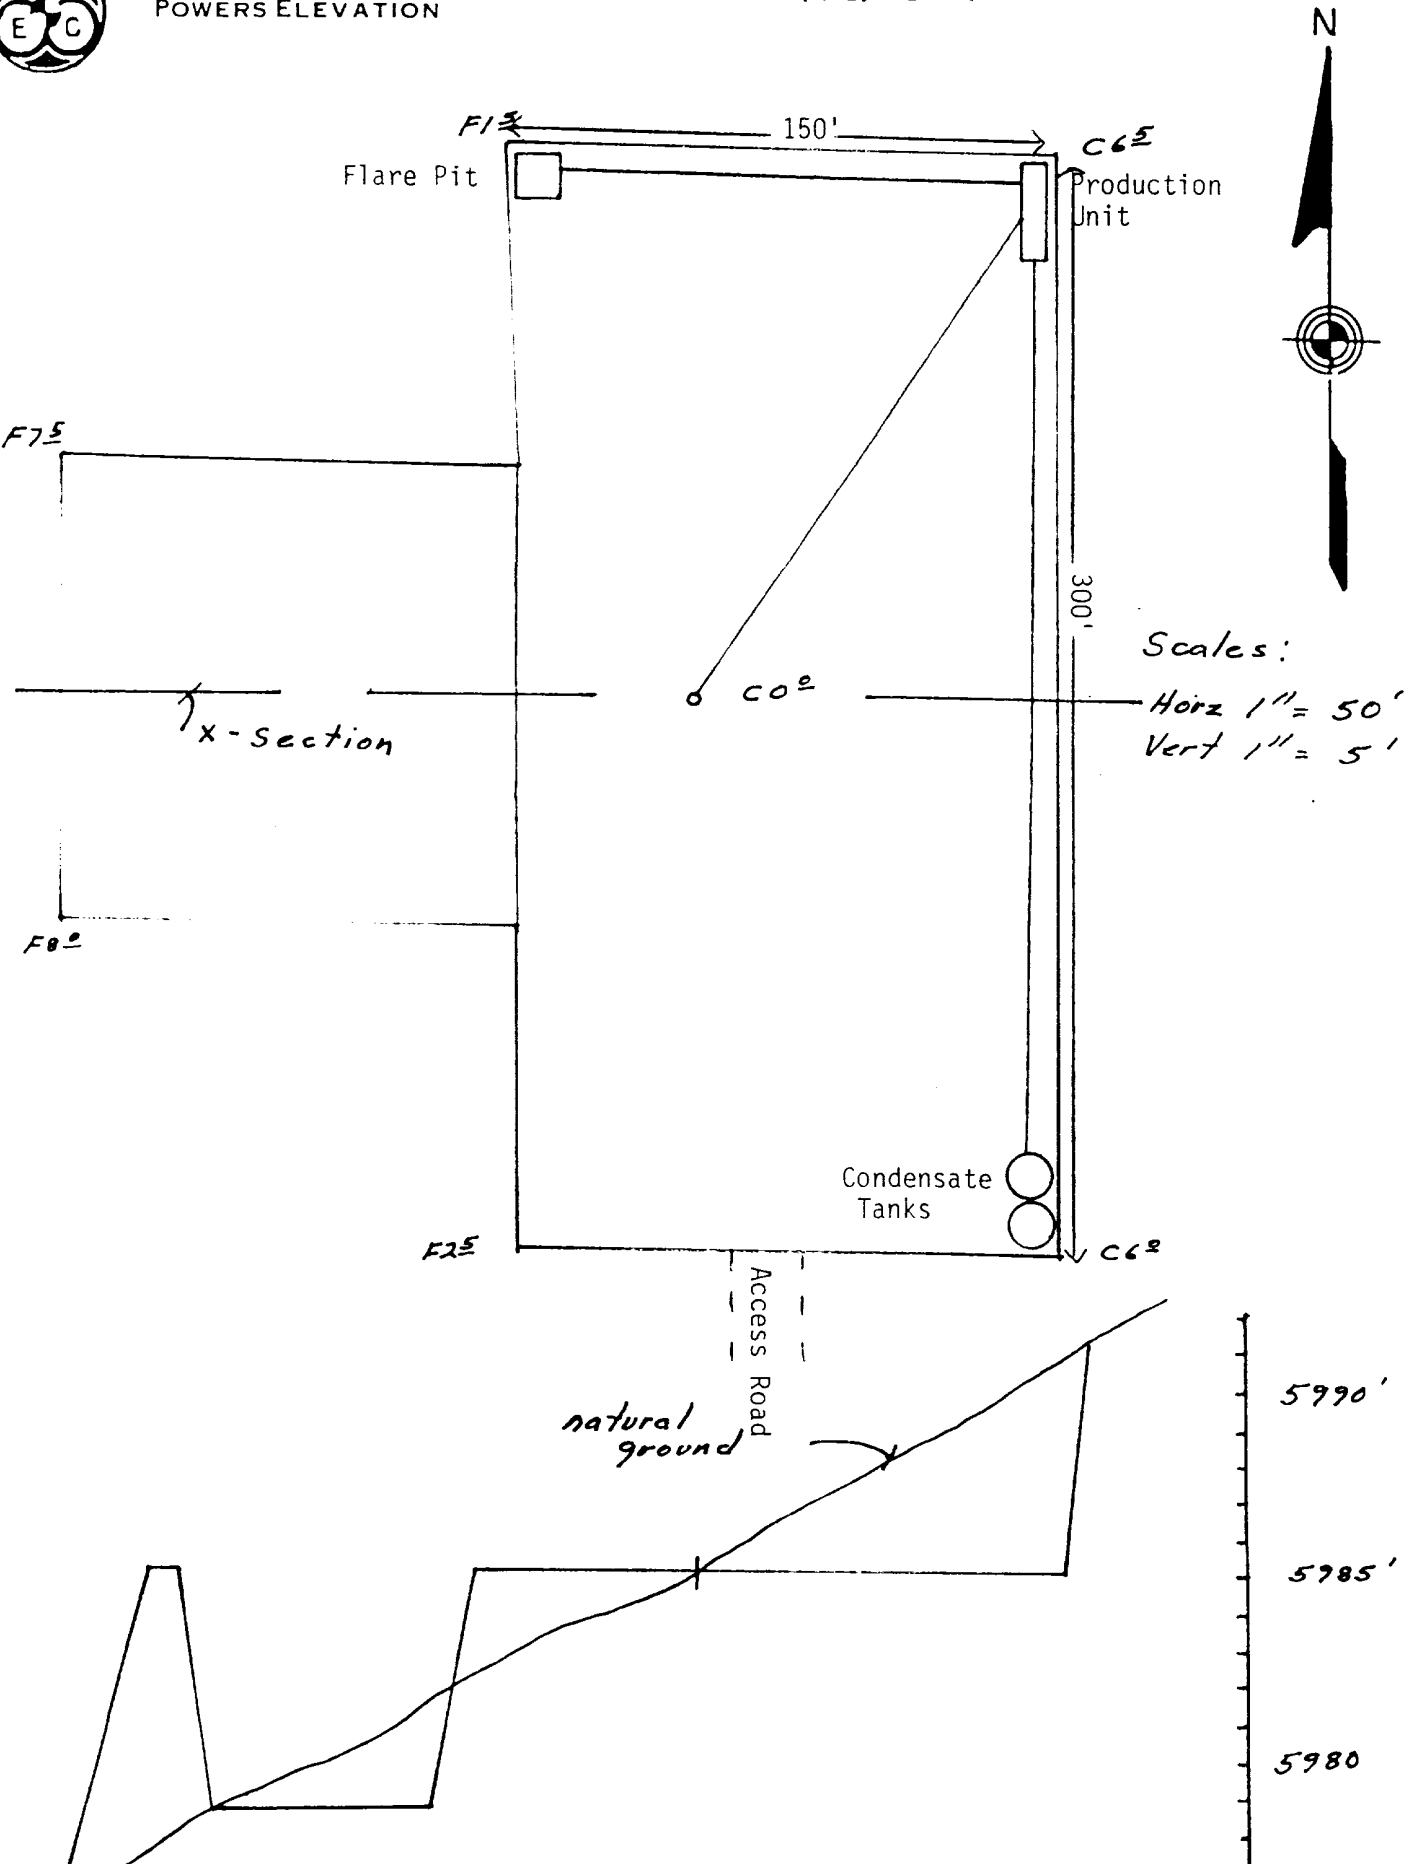 E C
POWERS ELEVATION
N
F1⁵
150'
C6⁵
Flare Pit
Production
Unit
F7⁵
300'
Scales:
Horz 1" = 50'
Vert 1" = 5'
C0⁰
x-section
F8⁰
Condensate
Tanks
F2⁵
C6⁰
Access Road
natural
ground
5990'
5985'
5980